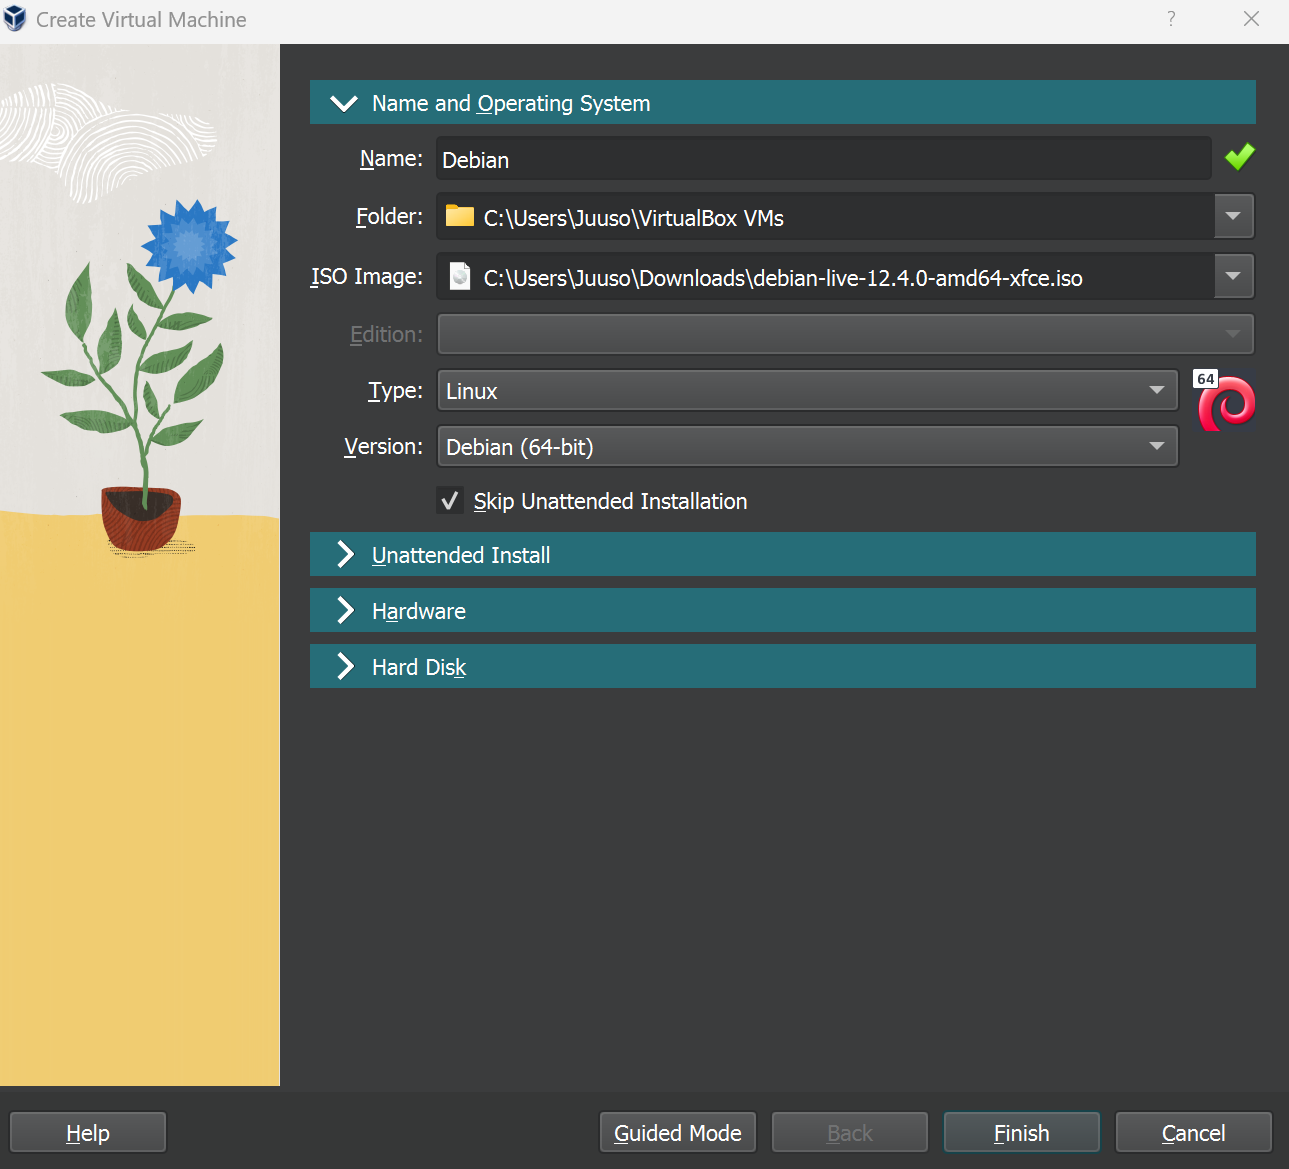 Create Virtual Machine ?
Name and Operating System
Name: Debian
Folder: C:\Users\Juuso\VirtualBox VMs
ISO Image: C:\Users\Juuso\Downloads\debian-live-12.4.0-amd64-xfce.iso
Edition:
Type: Linux 64
Version: Debian (64-bit)
Skip Unattended Installation
Unattended Install
Hardware
Hard Disk
Help Guided Mode Back Finish Cancel